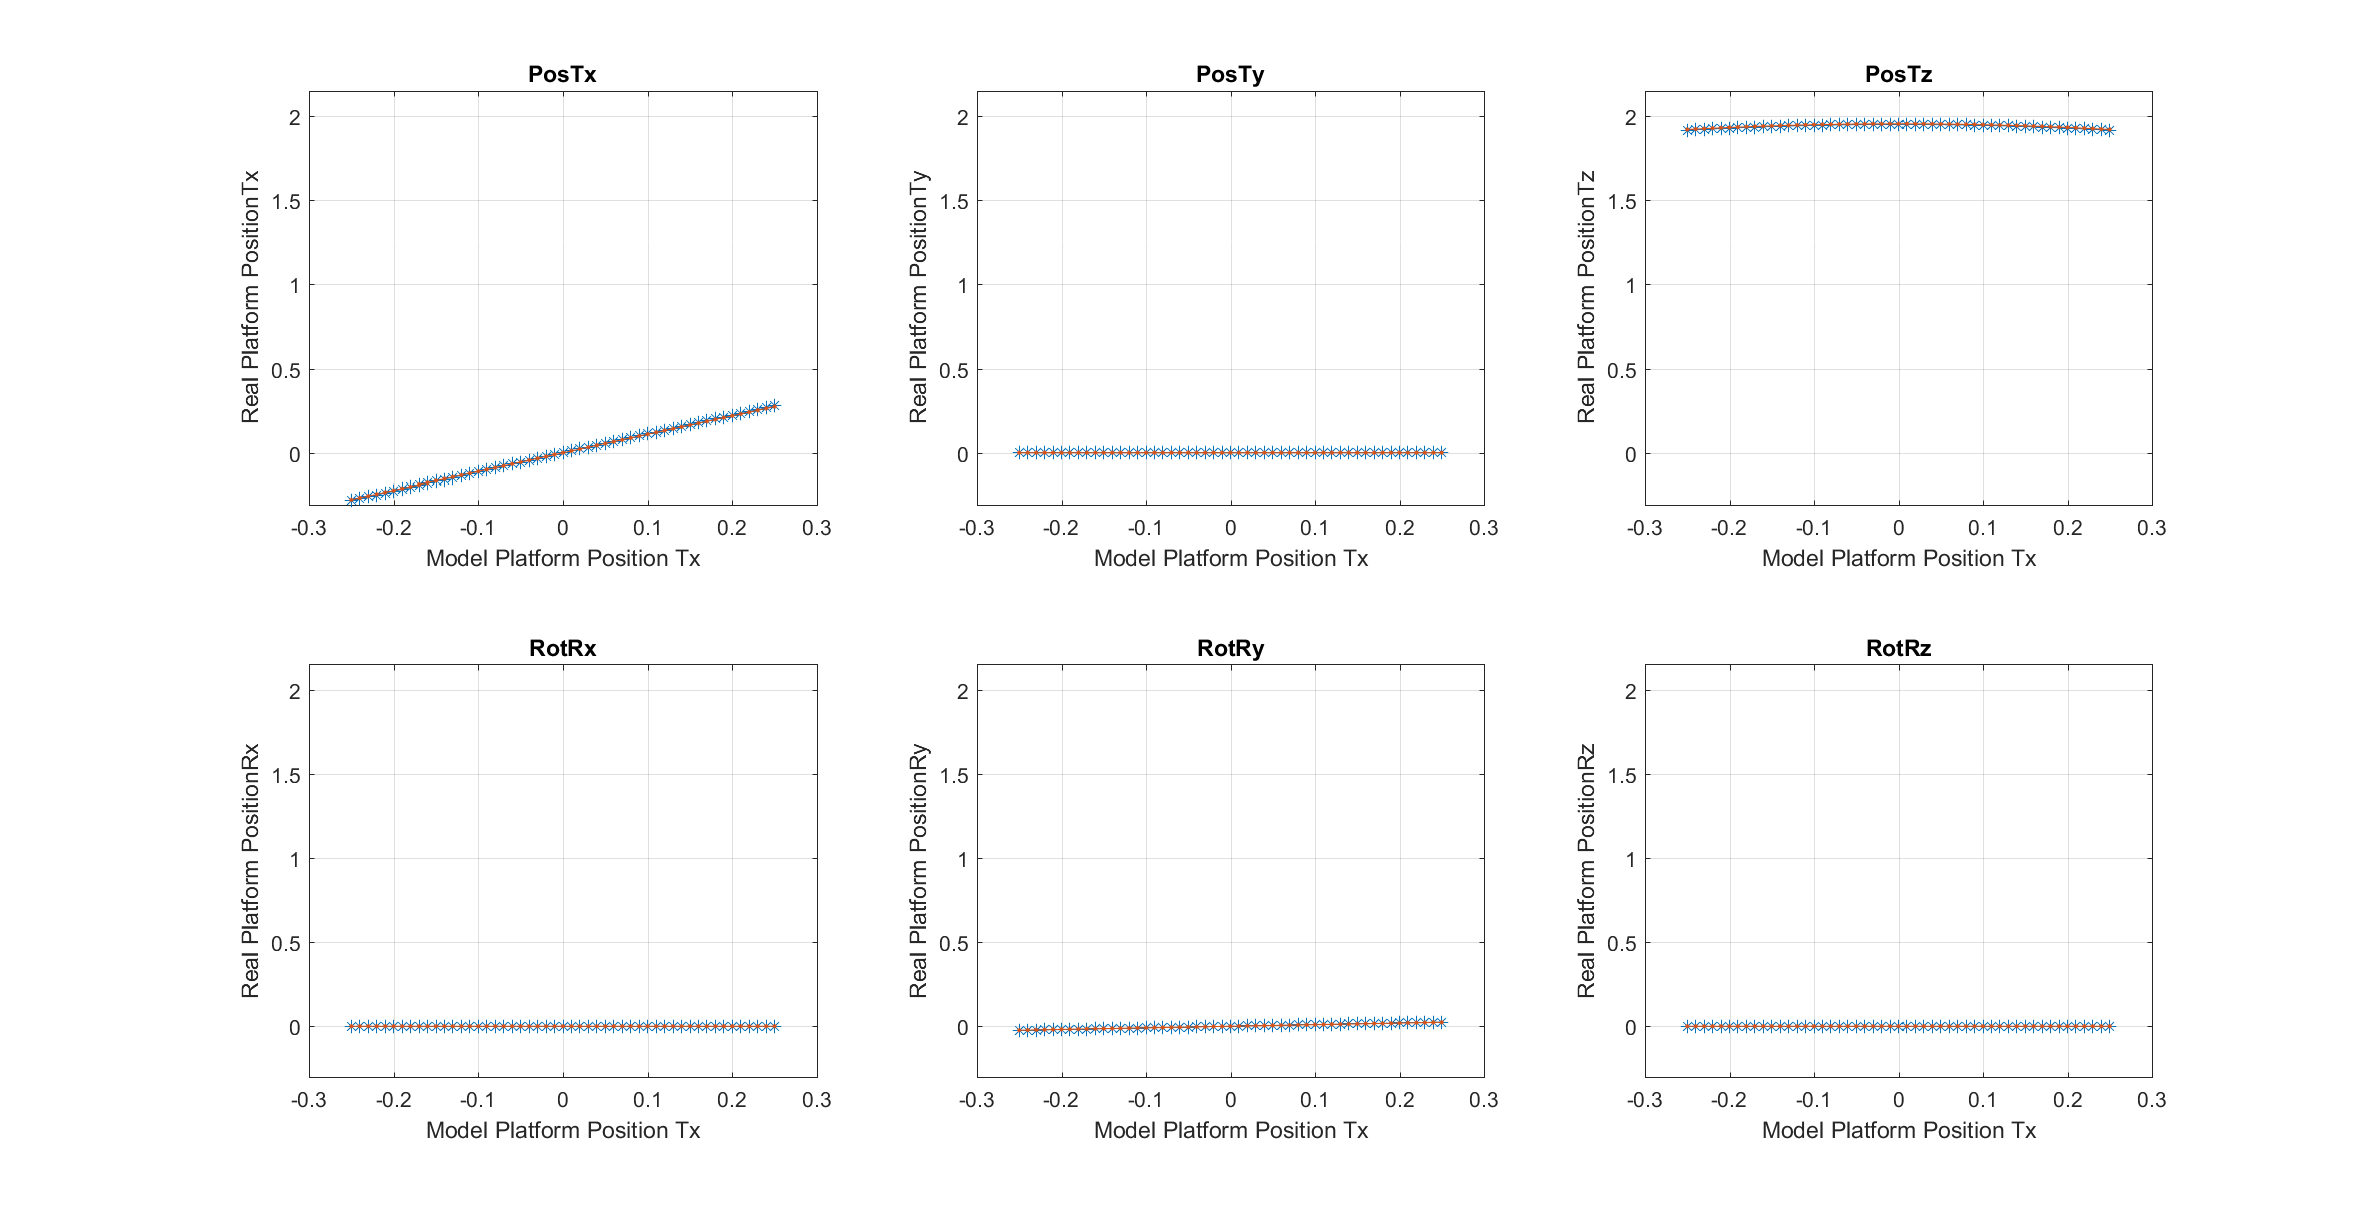 PosTx
2
1.5
1
0.5
0
Real Platform PositionTx
-0.3 -0.2 -0.1 0 0.1 0.2 0.3
Model Platform Position Tx
PosTy
2
1.5
1
0.5
0
Real Platform PositionTy
-0.3 -0.2 -0.1 0 0.1 0.2 0.3
Model Platform Position Tx
PosTz
2
1.5
1
0.5
0
Real Platform PositionTz
-0.3 -0.2 -0.1 0 0.1 0.2 0.3
Model Platform Position Tx
RotRx
2
1.5
1
0.5
0
Real Platform PositionRx
-0.3 -0.2 -0.1 0 0.1 0.2 0.3
Model Platform Position Tx
RotRy
2
1.5
1
0.5
0
Real Platform PositionRy
-0.3 -0.2 -0.1 0 0.1 0.2 0.3
Model Platform Position Tx
RotRz
2
1.5
1
0.5
0
Real Platform PositionRz
-0.3 -0.2 -0.1 0 0.1 0.2 0.3
Model Platform Position Tx